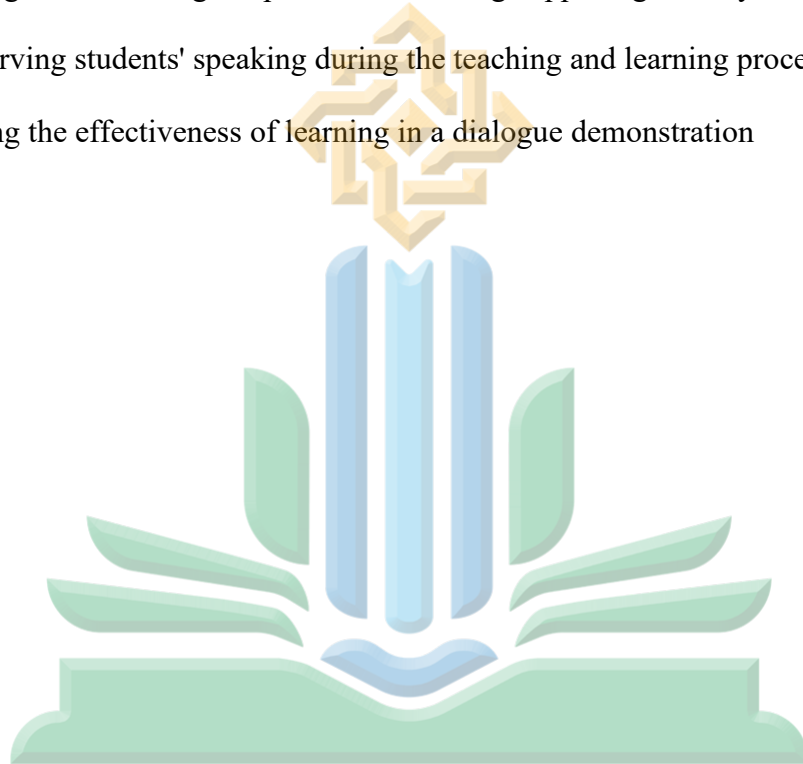 rving students' speaking during the teaching and learning proce
ng the effectiveness of learning in a dialogue demonstration